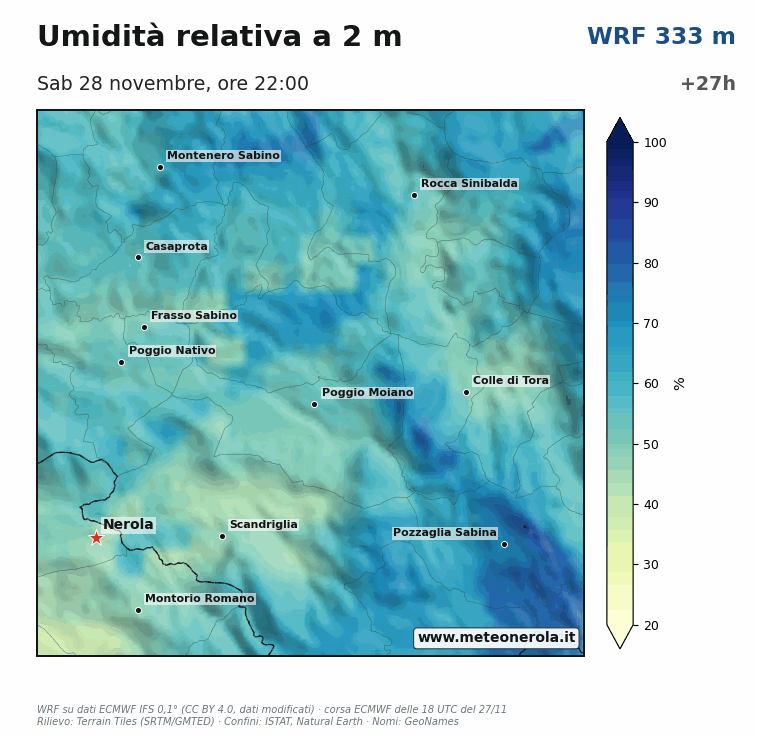 Umidità relativa a 2 m
WRF 333 m
Sab 28 novembre, ore 22:00
+27h
Montenero Sabino
Rocca Sinibalda
Casaprota
Frasso Sabino
Poggio Nativo
Poggio Moiano
Colle di Tora
Nerola
Scandriglia
Pozzaglia Sabina
Montorio Romano
www.meteonerola.it
100
90
80
70
60
50
40
30
20
%
WRF su dati ECMWF IFS 0,1° (CC BY 4.0, dati modificati) · corsa ECMWF delle 18 UTC del 27/11
Rilievo: Terrain Tiles (SRTM/GMTED) · Confini: ISTAT, Natural Earth · Nomi: GeoNames